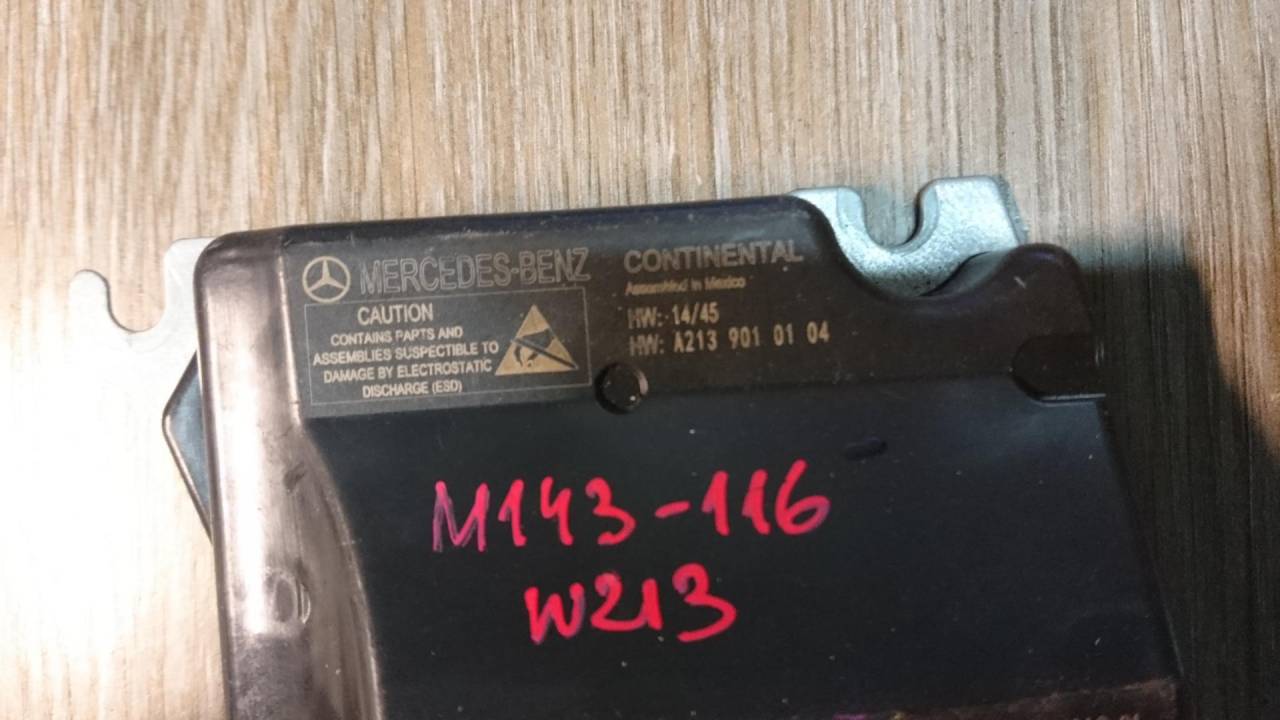 MERCEDES-BENZ
CONTINENTAL
Assembled in Mexico
HW: 14/45
HW: A213 901 01 04
CAUTION
CONTAINS PARTS AND
ASSEMBLIES SUSPECTIBLE TO
DAMAGE BY ELECTROSTATIC
DISCHARGE (ESD)
M143-116
W213